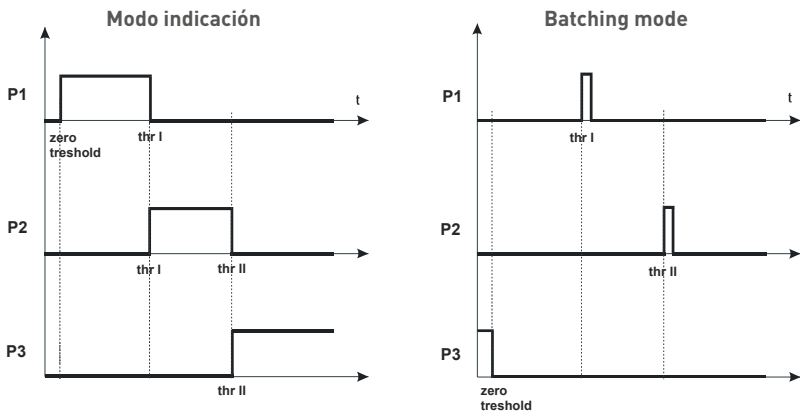 Modo indicación
P1
t
zero
treshold
thr I
P2
thr I
thr II
P3
thr II
Batching mode
P1
t
thr I
P2
thr II
P3
zero
treshold